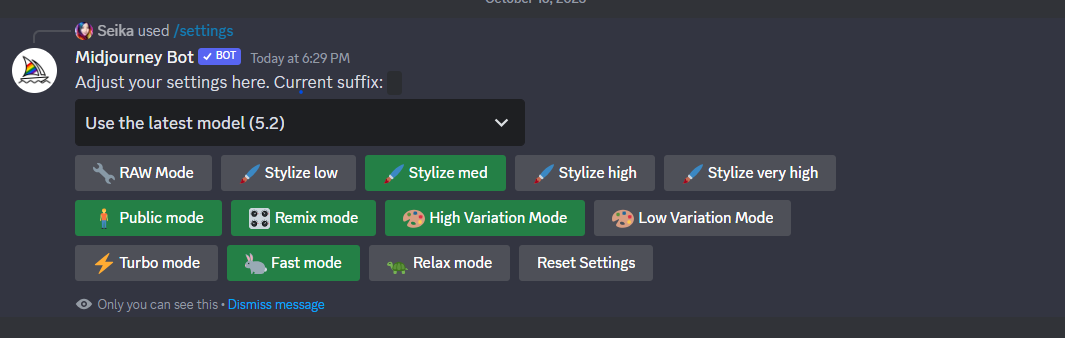 Seika used /settings
Midjourney Bot ✓ BOT Today at 6:29 PM
Adjust your settings here. Current suffix:
Use the latest model (5.2)
RAW Mode Stylize low Stylize med Stylize high Stylize very high
Public mode Remix mode High Variation Mode Low Variation Mode
Turbo mode Fast mode Relax mode Reset Settings
Only you can see this • Dismiss message